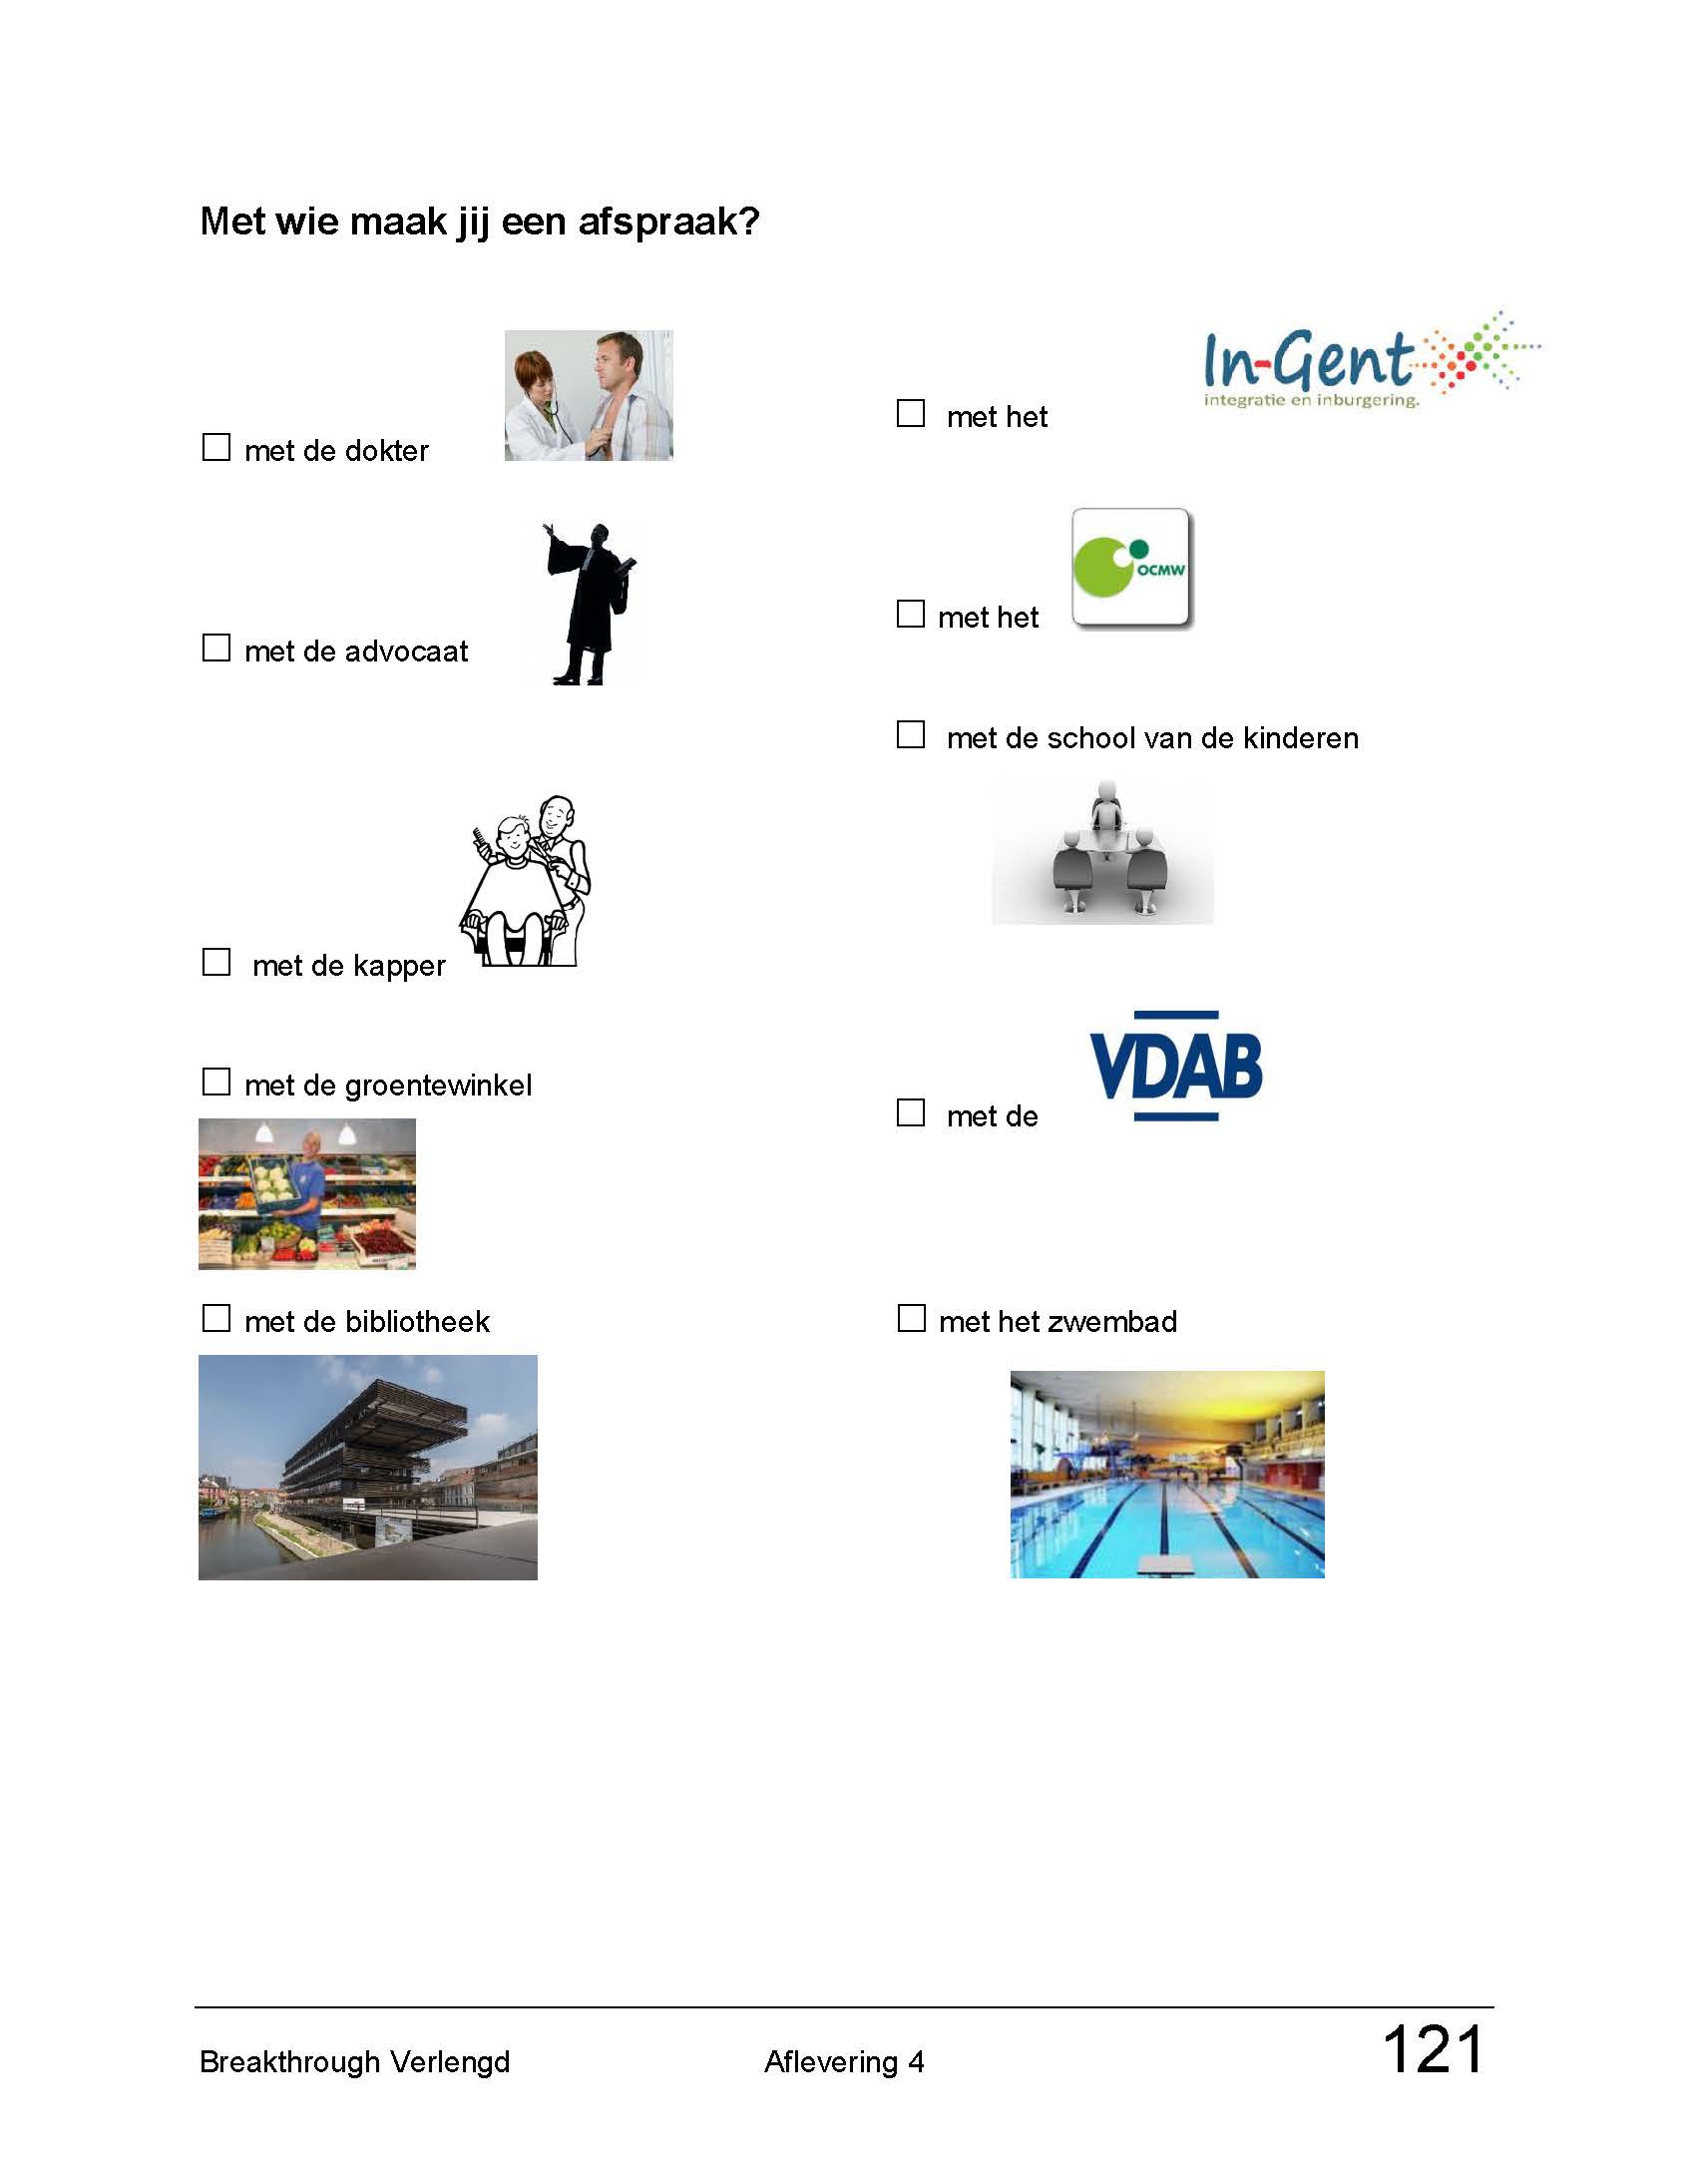 Met wie maak jij een afspraak?
met de dokter
met de advocaat
met de kapper
met de groentewinkel
met de bibliotheek
met het
In-Gent
integratie en inburgering.
met het
OCMW
met de school van de kinderen
met de
VDAB
met het zwembad
Breakthrough Verlengd Aflevering 4 121